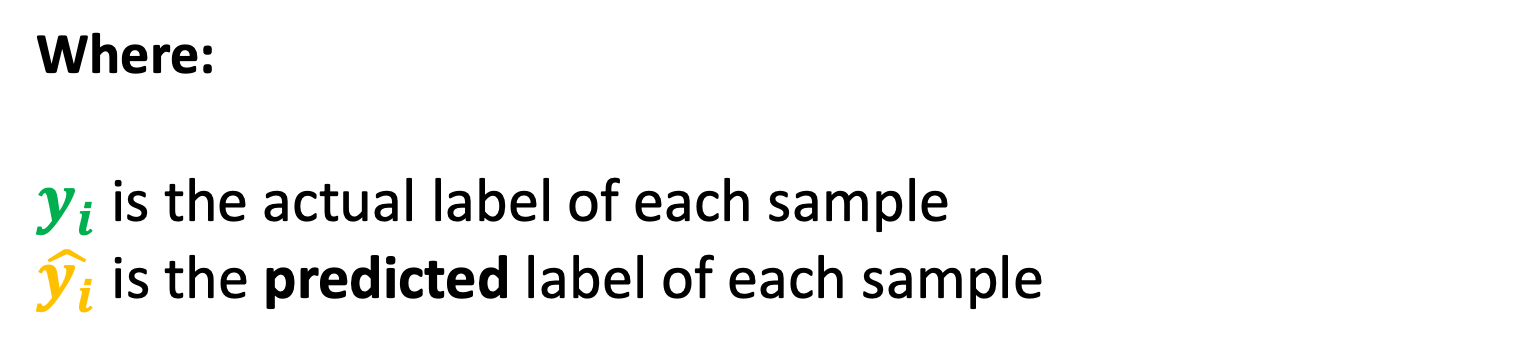 Where:
yᵢ is the actual label of each sample
ŷᵢ is the predicted label of each sample